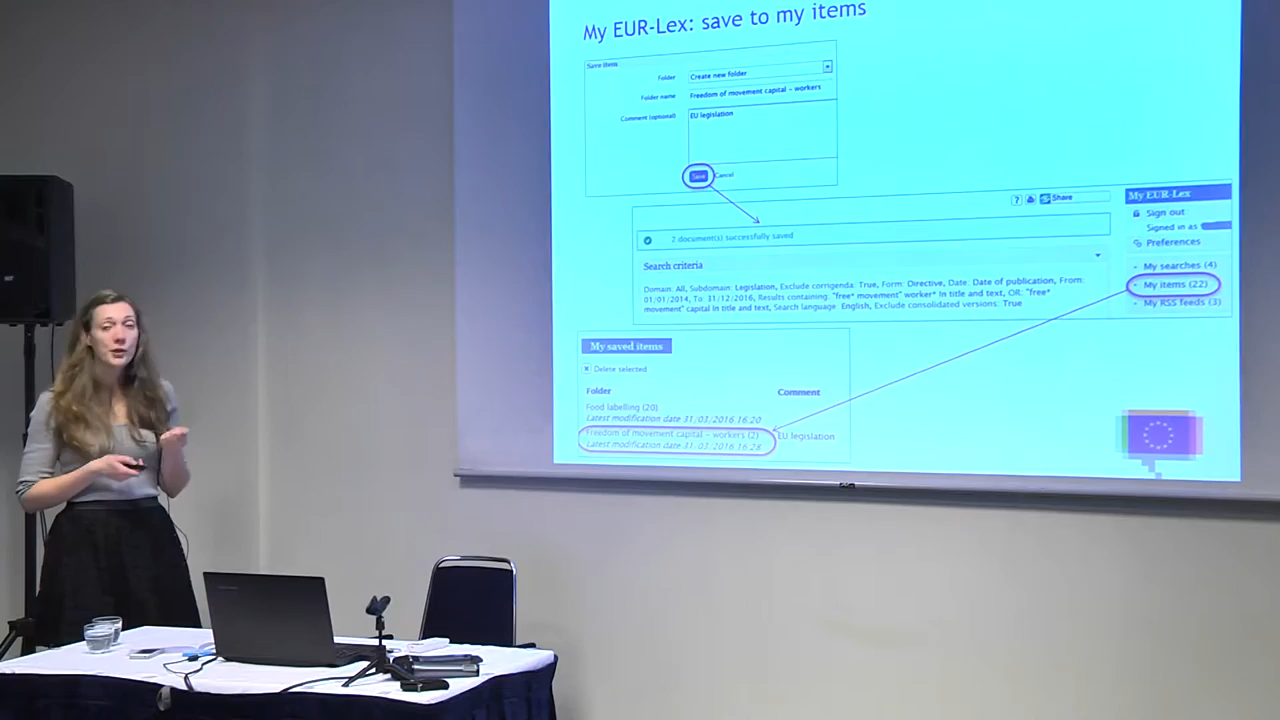 My EUR-Lex: save to my items
Save item
Folder
Create new folder
Folder name
Freedom of movement capital – workers
Comment (optional)
EU legislation
Save
Cancel
?
Share
My EUR-Lex
Sign out
Signed in as
Preferences
My searches (4)
My items (22)
My RSS feeds (3)
2 document(s) successfully saved
Search criteria
Domain: All, Subdomain: Legislation, Exclude corrigenda: True, Form: Directive, Date: Date of publication, From:
01/01/2014, To: 31/12/2016, Results containing: "free* movement" worker* In title and text, OR: "free*
movement" capital In title and text, Search language: English, Exclude consolidated versions: True
My saved items
Delete selected
Folder
Comment
Food labelling (20)
Latest modification date 31/03/2016 16:20
Freedom of movement capital – workers (2)
EU legislation
Latest modification date 31/03/2016 16:28